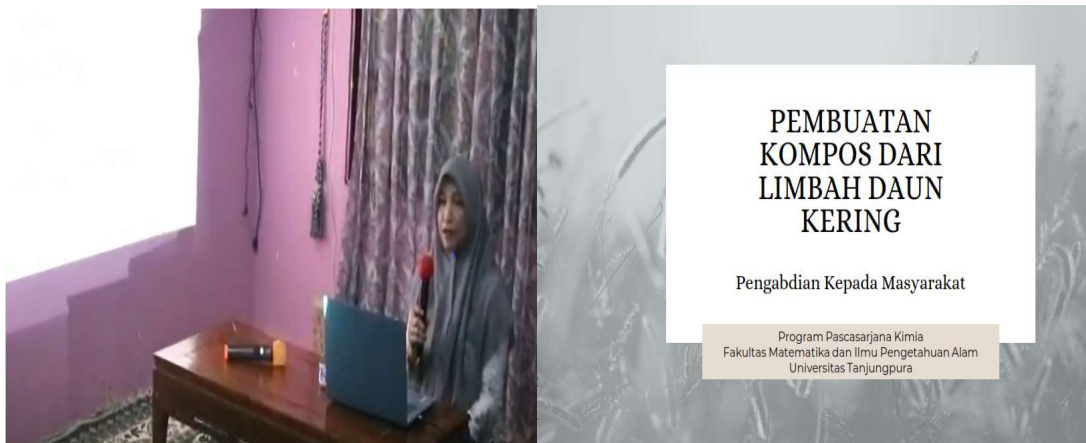 PEMBUATAN
KOMPOS DARI
LIMBAH DAUN
KERING
Pengabdian Kepada Masyarakat
Program Pascasarjana Kimia
Fakultas Matematika dan Ilmu Pengetahuan Alam
Universitas Tanjungpura